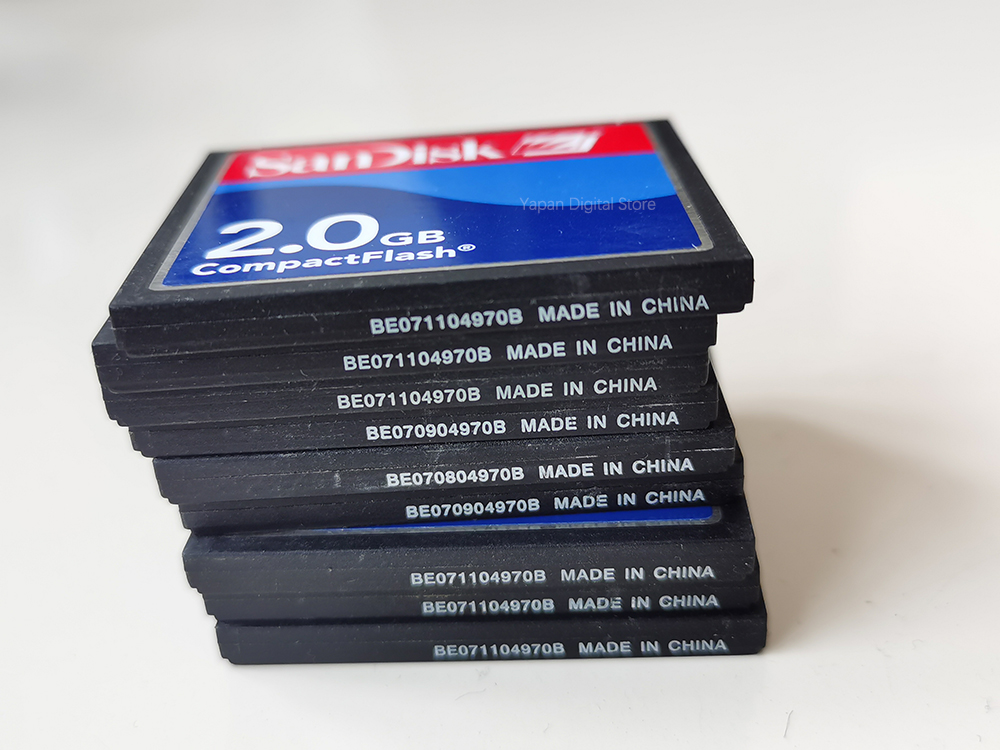 SanDisk
Yapan Digital Store
2.0GB
CompactFlash®
BE071104970B MADE IN CHINA
BE071104970B MADE IN CHINA
BE071104970B MADE IN CHINA
BE070904970B MADE IN CHINA
BE070804970B MADE IN CHINA
BE070904970B MADE IN CHINA
BE071104970B MADE IN CHINA
BE071104970B MADE IN CHINA
BE071104970B MADE IN CHINA